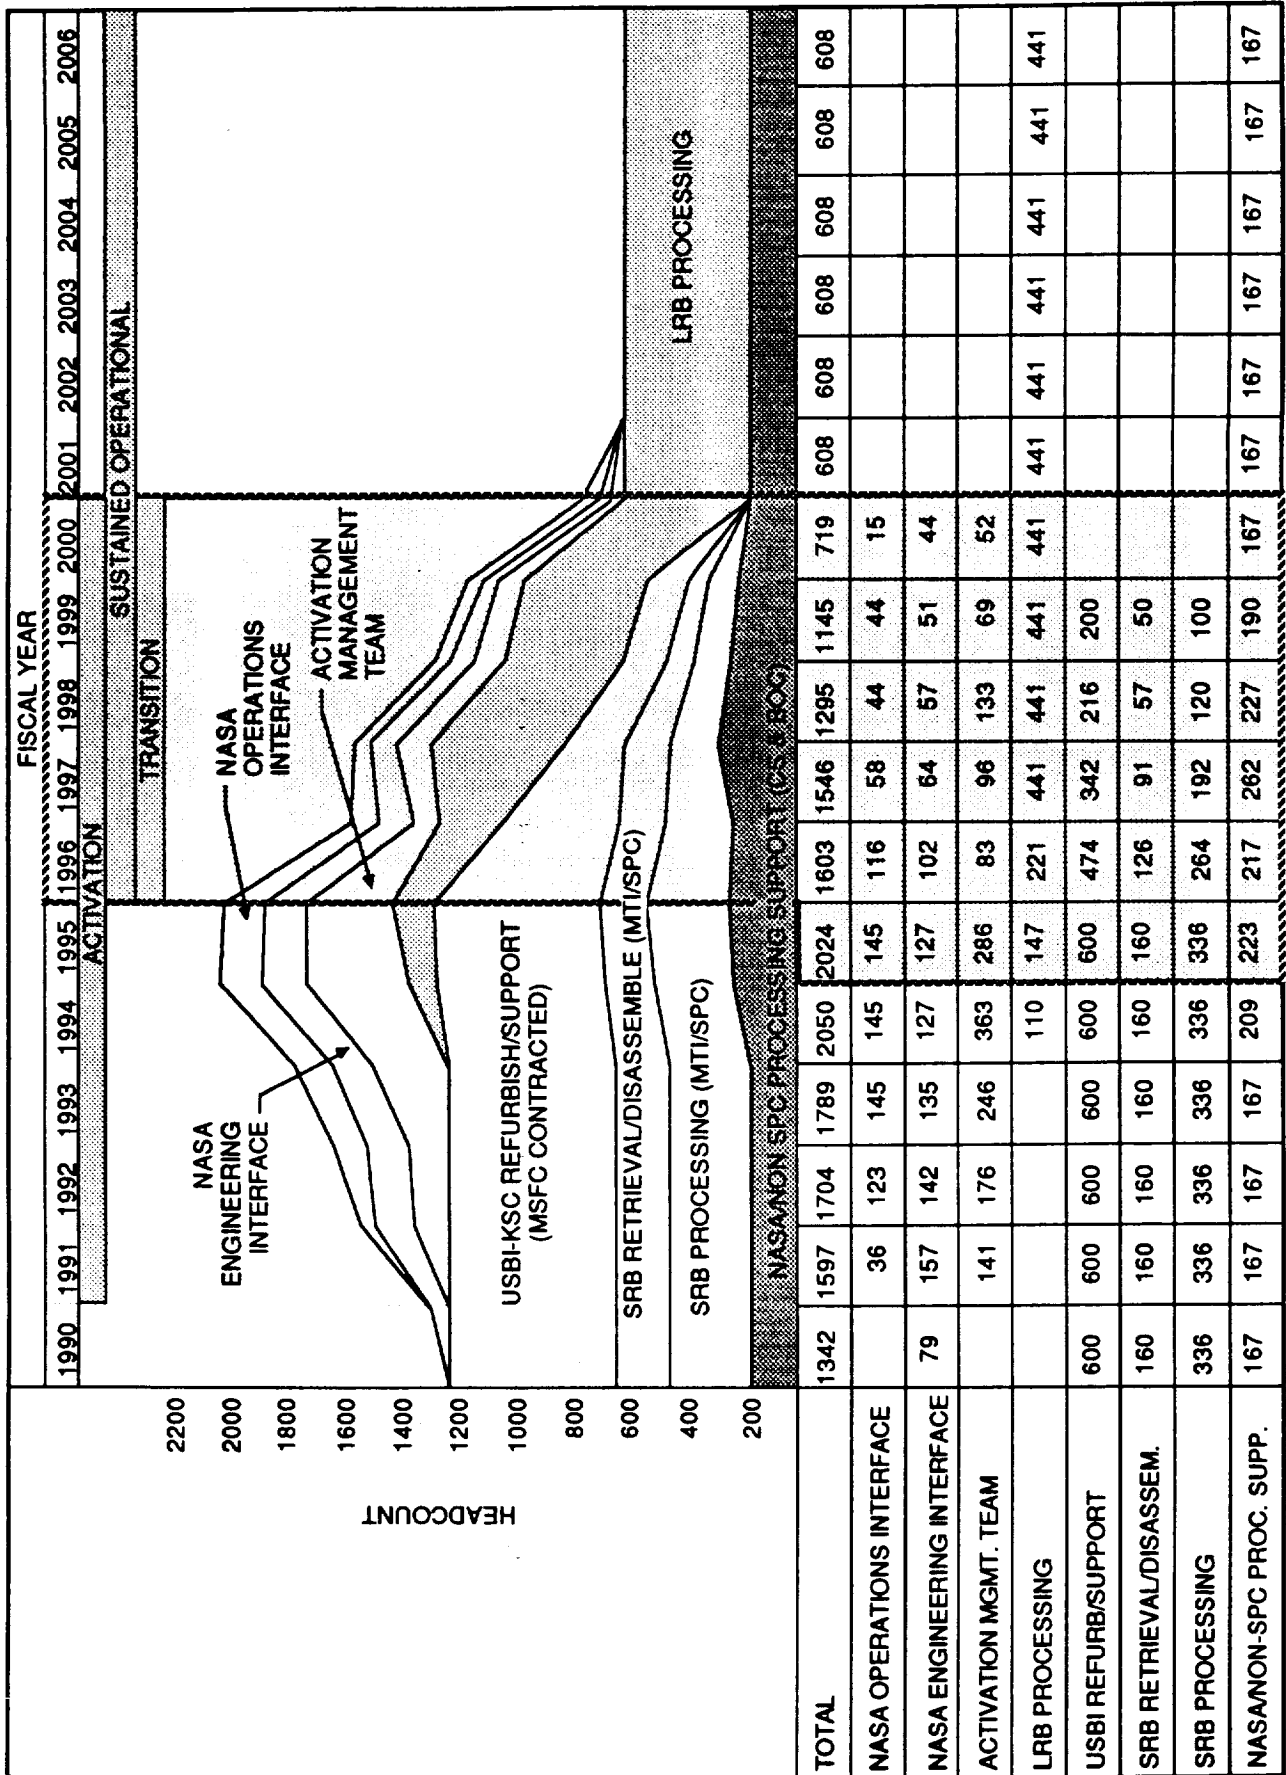 FISCAL YEAR
1990 1991 1992 1993 1994 1995 1996 1997 1998 1999 2000 2001 2002 2003 2004 2005 2006
ACTIVATION
SUSTAINED OPERATIONAL
TRANSITION
HEADCOUNT
2200
2000
1800
1600
1400
1200
1000
800
600
400
200
NASA
ENGINEERING
INTERFACE
NASA
OPERATIONS
INTERFACE
ACTIVATION
MANAGEMENT
TEAM
USBI-KSC REFURBISH/SUPPORT
(MSFC CONTRACTED)
SRB RETRIEVAL/DISASSEMBLE (MTI/SPC)
SRB PROCESSING (MTI/SPC)
LRB PROCESSING
NASA/NON SPC PROCESSING SUPPORT (CS & BOC)
TOTAL 1342 1597 1704 1789 2050 2024 1603 1546 1295 1145 719 608 608 608 608 608 608
NASA OPERATIONS INTERFACE 36 123 145 145 145 116 58 44 44 15
NASA ENGINEERING INTERFACE 79 157 142 135 127 127 102 64 57 51 44
ACTIVATION MGMT. TEAM 141 176 246 363 286 83 96 133 69 52
LRB PROCESSING 110 147 221 441 441 441 441 441 441 441 441 441 441
USBI REFURB/SUPPORT 600 600 600 600 600 600 474 342 216 200
SRB RETRIEVAL/DISASSEM. 160 160 160 160 160 160 126 91 57 50
SRB PROCESSING 336 336 336 336 336 336 264 192 120 100
NASA/NON-SPC PROC. SUPP. 167 167 167 167 209 223 217 262 227 190 167 167 167 167 167 167 167